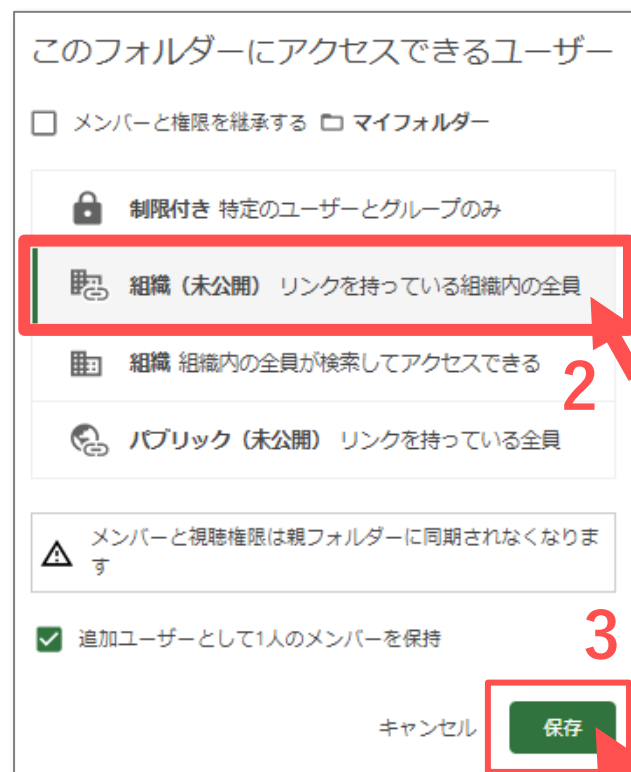 このフォルダーにアクセスできるユーザー
メンバーと権限を継承する マイフォルダー
制限付き 特定のユーザーとグループのみ
組織（未公開） リンクを持っている組織内の全員
2
組織 組織内の全員が検索してアクセスできる
パブリック（未公開） リンクを持っている全員
メンバーと視聴権限は親フォルダーに同期されなくなりま
す
追加ユーザーとして1人のメンバーを保持
3
キャンセル 保存